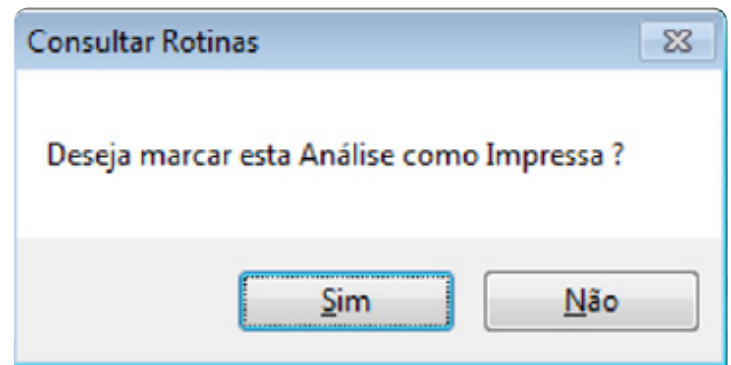 Consultar Rotinas
Deseja marcar esta Análise como Impressa ?
Sim Não